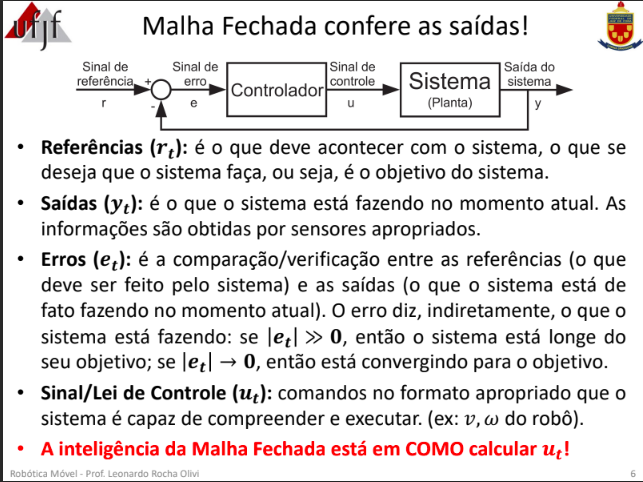 ufjf
Malha Fechada confere as saídas!
Sinal de referência
r
+
-
Sinal de erro
e
Controlador
Sinal de controle
u
Sistema
(Planta)
Saída do sistema
y
• Referências (r_t): é o que deve acontecer com o sistema, o que se
deseja que o sistema faça, ou seja, é o objetivo do sistema.
• Saídas (y_t): é o que o sistema está fazendo no momento atual. As
informações são obtidas por sensores apropriados.
• Erros (e_t): é a comparação/verificação entre as referências (o que
deve ser feito pelo sistema) e as saídas (o que o sistema está de
fato fazendo no momento atual). O erro diz, indiretamente, o que o
sistema está fazendo: se |e_t| ≫ 0, então o sistema está longe do
seu objetivo; se |e_t| → 0, então está convergindo para o objetivo.
• Sinal/Lei de Controle (u_t): comandos no formato apropriado que o
sistema é capaz de compreender e executar. (ex: v, ω do robô).
• A inteligência da Malha Fechada está em COMO calcular u_t!
Robótica Móvel - Prof. Leonardo Rocha Olivi
6